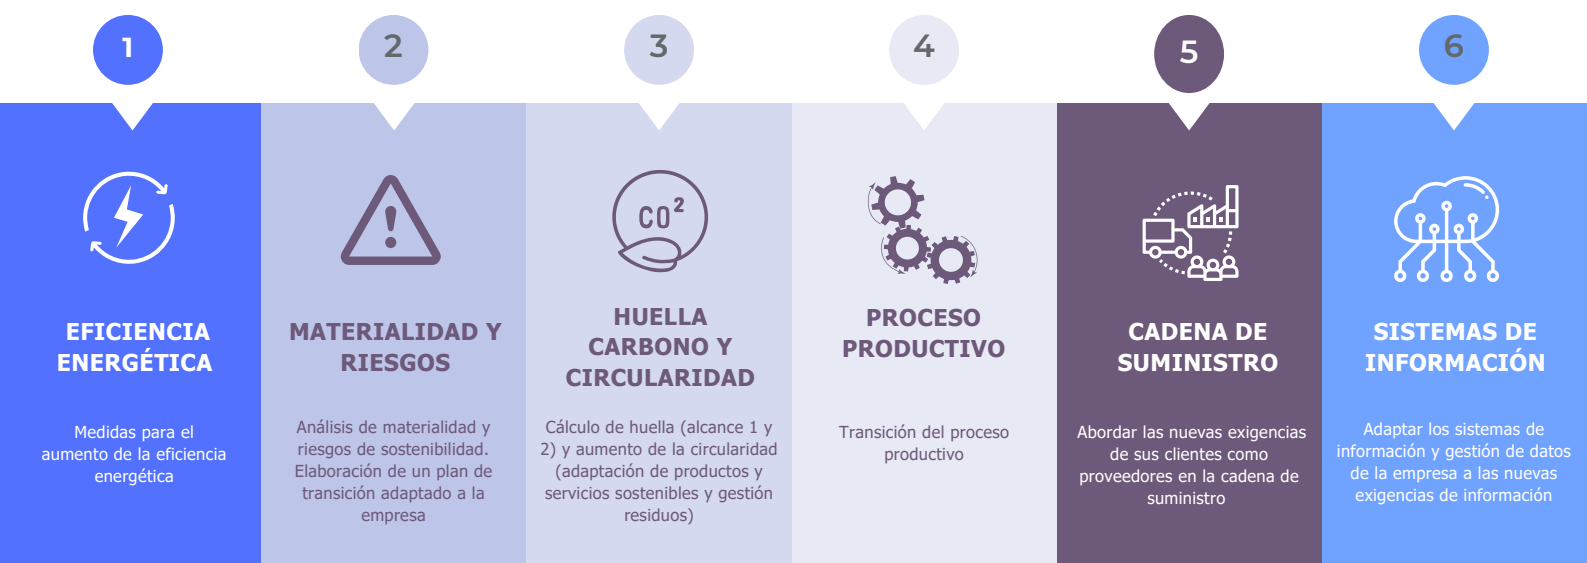 1
EFICIENCIA
ENERGÉTICA
Medidas para el
aumento de la eficiencia
energética
2
MATERIALIDAD Y
RIESGOS
Análisis de materialidad y
riesgos de sostenibilidad.
Elaboración de un plan de
transición adaptado a la
empresa
3
CO²
HUELLA
CARBONO Y
CIRCULARIDAD
Cálculo de huella (alcance 1 y
2) y aumento de la circularidad
(adaptación de productos y
servicios sostenibles y gestión
residuos)
4
PROCESO
PRODUCTIVO
Transición del proceso
productivo
5
CADENA DE
SUMINISTRO
Abordar las nuevas exigencias
de sus clientes como
proveedores en la cadena de
suministro
6
SISTEMAS DE
INFORMACIÓN
Adaptar los sistemas de
información y gestión de datos
de la empresa a las nuevas
exigencias de información